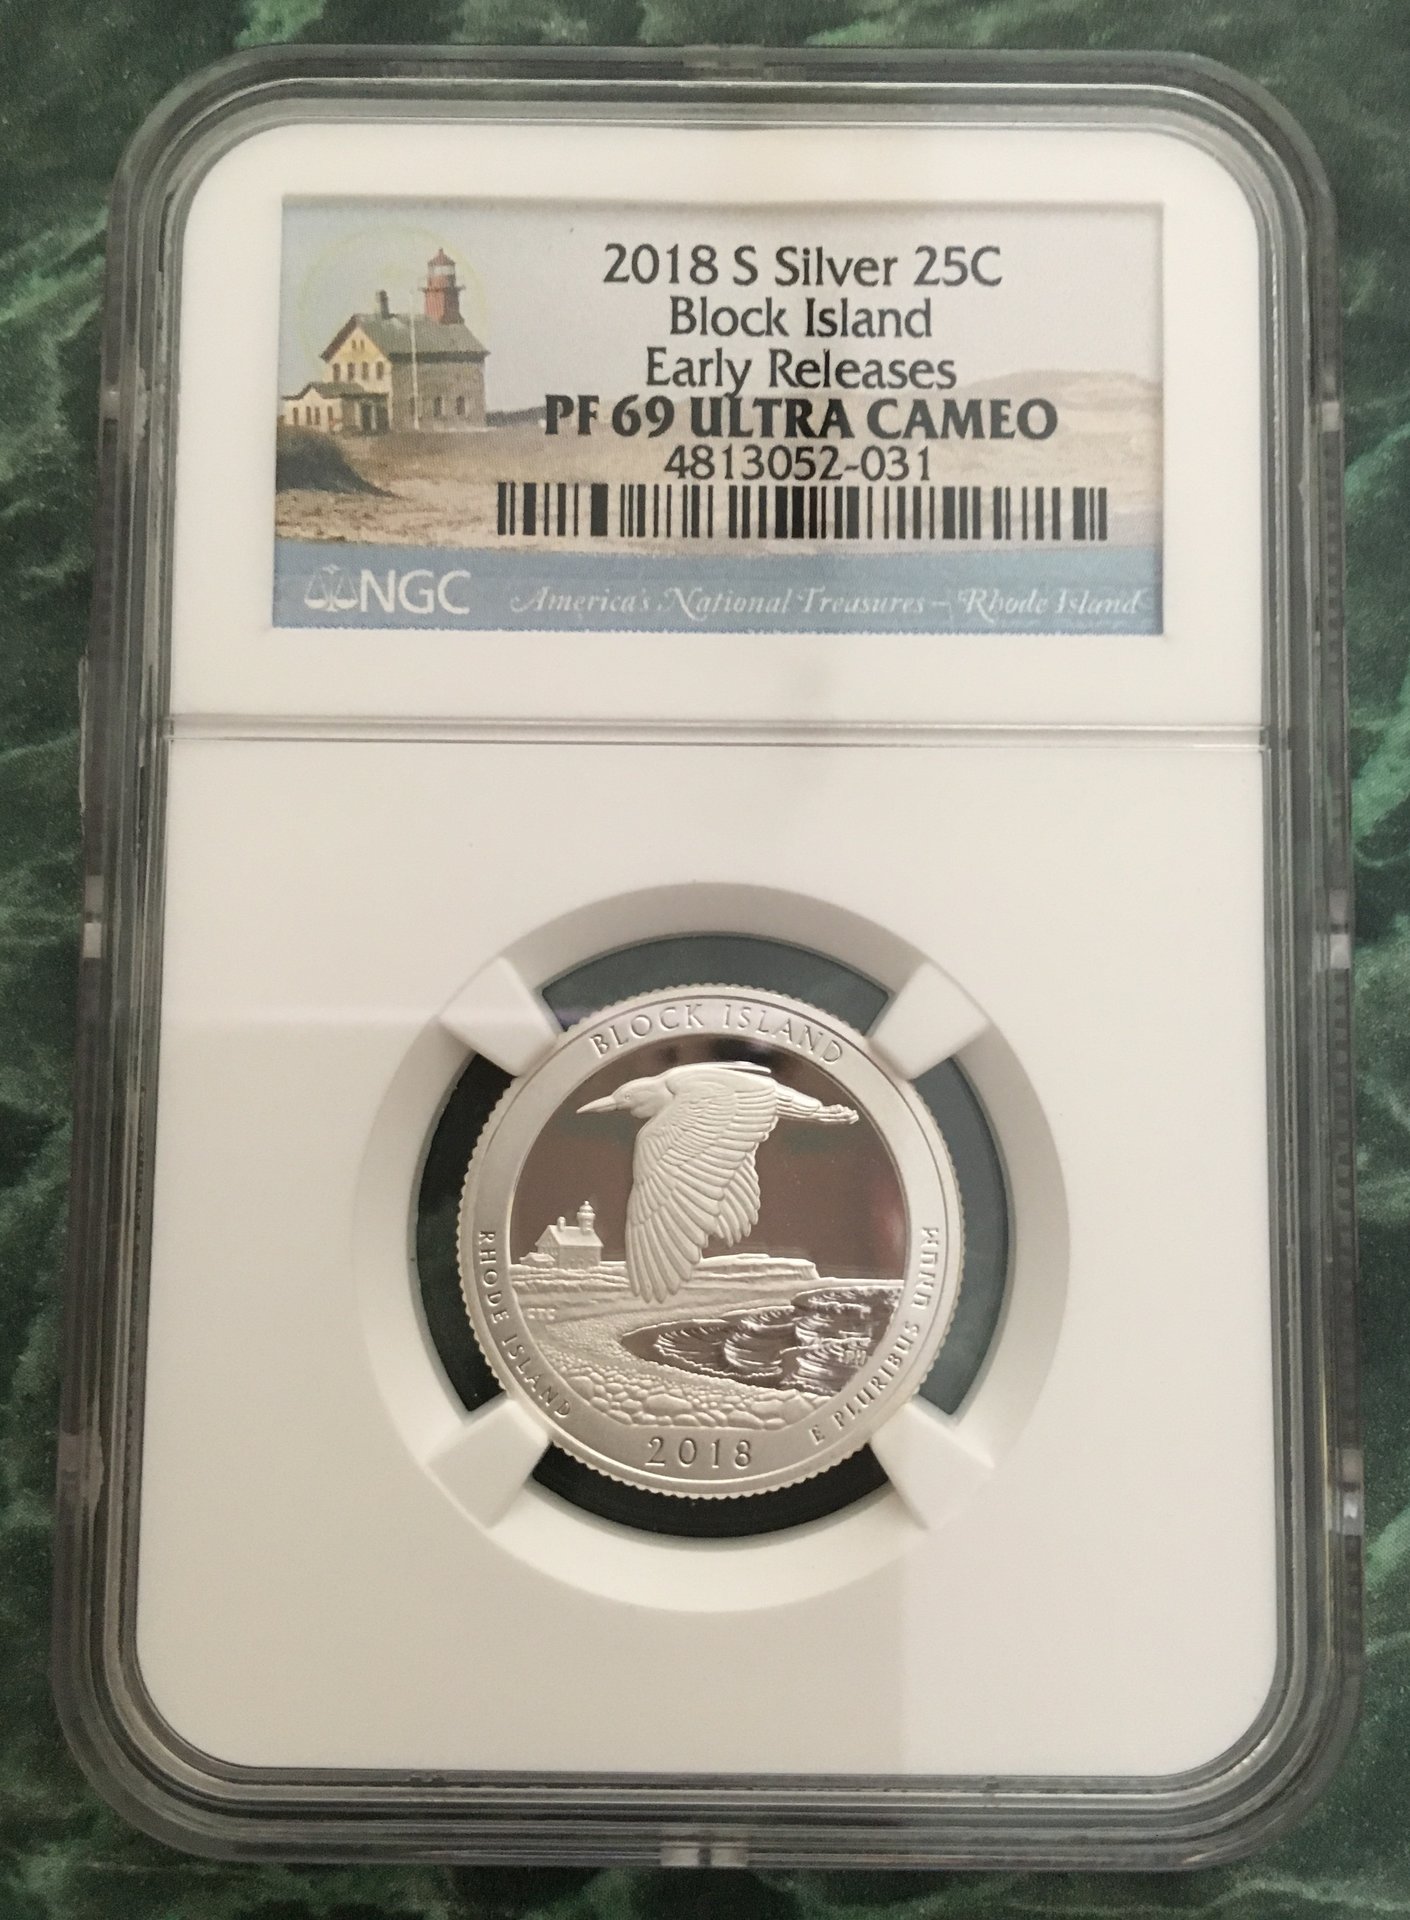 2018 S Silver 25C
Block Island
Early Releases
PF 69 ULTRA CAMEO
4813052-031
NGC America's National Treasures – Rhode Island
BLOCK ISLAND
RHODE ISLAND
E PLURIBUS UNUM
2018